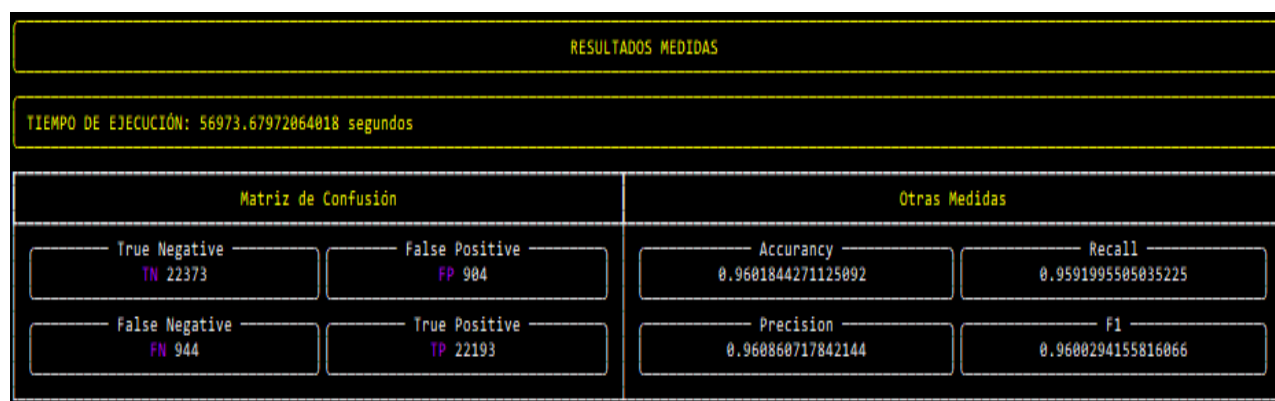 RESULTADOS MEDIDAS
TIEMPO DE EJECUCIÓN: 56973.67972064018 segundos
Matriz de Confusión
Otras Medidas
True Negative
False Positive
Accurancy
Recall
TN 22373
FP 904
0.9601844271125092
0.9591995505035225
False Negative
True Positive
Precision
F1
FN 944
TP 22193
0.960860717842144
0.9600294155816066